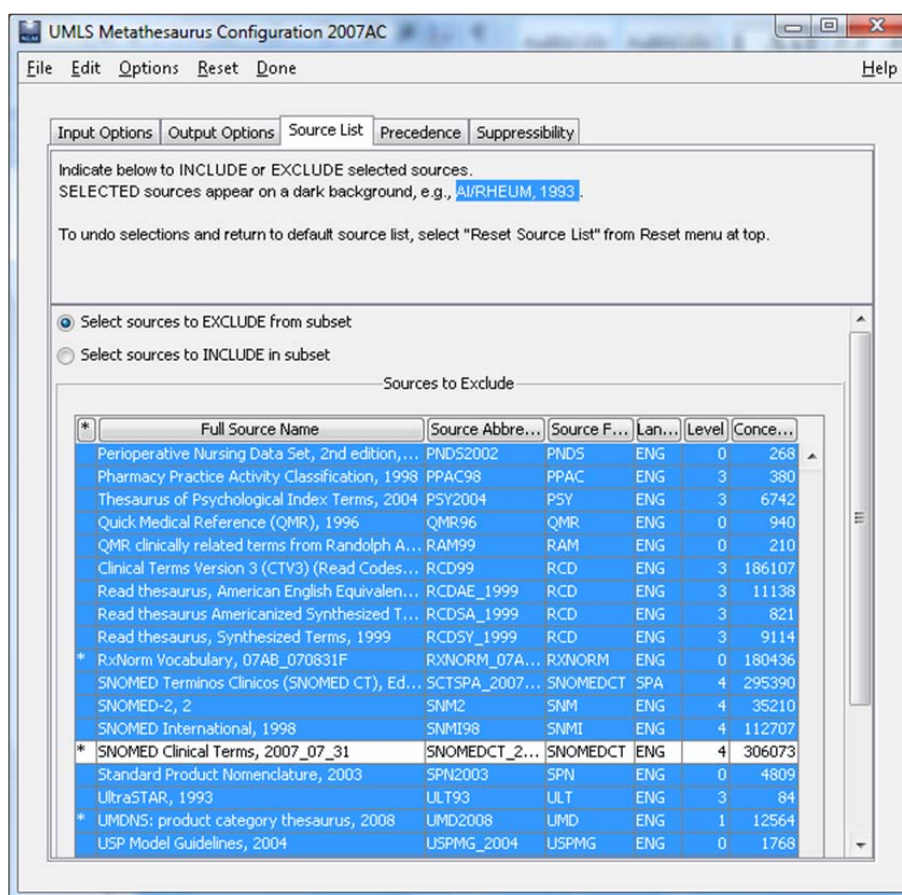 UMLS Metathesaurus Configuration 2007AC
File Edit Options Reset Done Help
Input Options Output Options Source List Precedence Suppressibility
Indicate below to INCLUDE or EXCLUDE selected sources.
SELECTED sources appear on a dark background, e.g., AI/RHEUM, 1993 .
To undo selections and return to default source list, select "Reset Source List" from Reset menu at top.
Select sources to EXCLUDE from subset
Select sources to INCLUDE in subset
Sources to Exclude
* Full Source Name Source Abbre... Source F... Lan... Level Conce...
Perioperative Nursing Data Set, 2nd edition,... PNDS2002 PNDS ENG 0 268
Pharmacy Practice Activity Classification, 1998 PPAC98 PPAC ENG 3 380
Thesaurus of Psychological Index Terms, 2004 PSY2004 PSY ENG 3 6742
Quick Medical Reference (QMR), 1996 QMR96 QMR ENG 0 940
QMR clinically related terms from Randolph A... RAM99 RAM ENG 0 210
Clinical Terms Version 3 (CTV3) (Read Codes... RCD99 RCD ENG 3 186107
Read thesaurus, American English Equivalen... RCDAE_1999 RCD ENG 3 11138
Read thesaurus Americanized Synthesized T... RCDSA_1999 RCD ENG 3 821
Read thesaurus, Synthesized Terms, 1999 RCDSY_1999 RCD ENG 3 9114
* RxNorm Vocabulary, 07AB_070831F RXNORM_07A... RXNORM ENG 0 180436
SNOMED Terminos Clinicos (SNOMED CT), Ed... SCTSPA_2007... SNOMEDCT SPA 4 295390
SNOMED-2, 2 SNM2 SNM ENG 4 35210
SNOMED International, 1998 SNMI98 SNMI ENG 4 112707
* SNOMED Clinical Terms, 2007_07_31 SNOMEDCT_2... SNOMEDCT ENG 4 306073
Standard Product Nomenclature, 2003 SPN2003 SPN ENG 0 4809
UltraSTAR, 1993 ULT93 ULT ENG 3 84
* UMDNS: product category thesaurus, 2008 UMD2008 UMD ENG 1 12564
USP Model Guidelines, 2004 USPMG_2004 USPMG ENG 0 1768